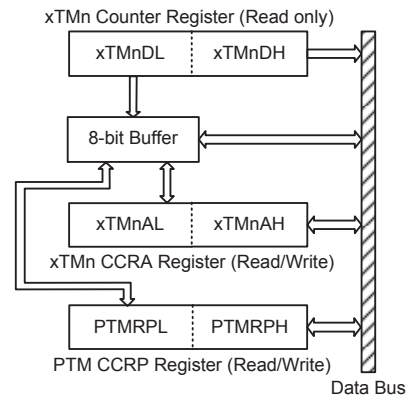 xTMn Counter Register (Read only)
xTMnDL xTMnDH
8-bit Buffer
xTMnAL xTMnAH
xTMn CCRA Register (Read/Write)
PTMRPL PTMRPH
PTM CCRP Register (Read/Write)
Data Bus